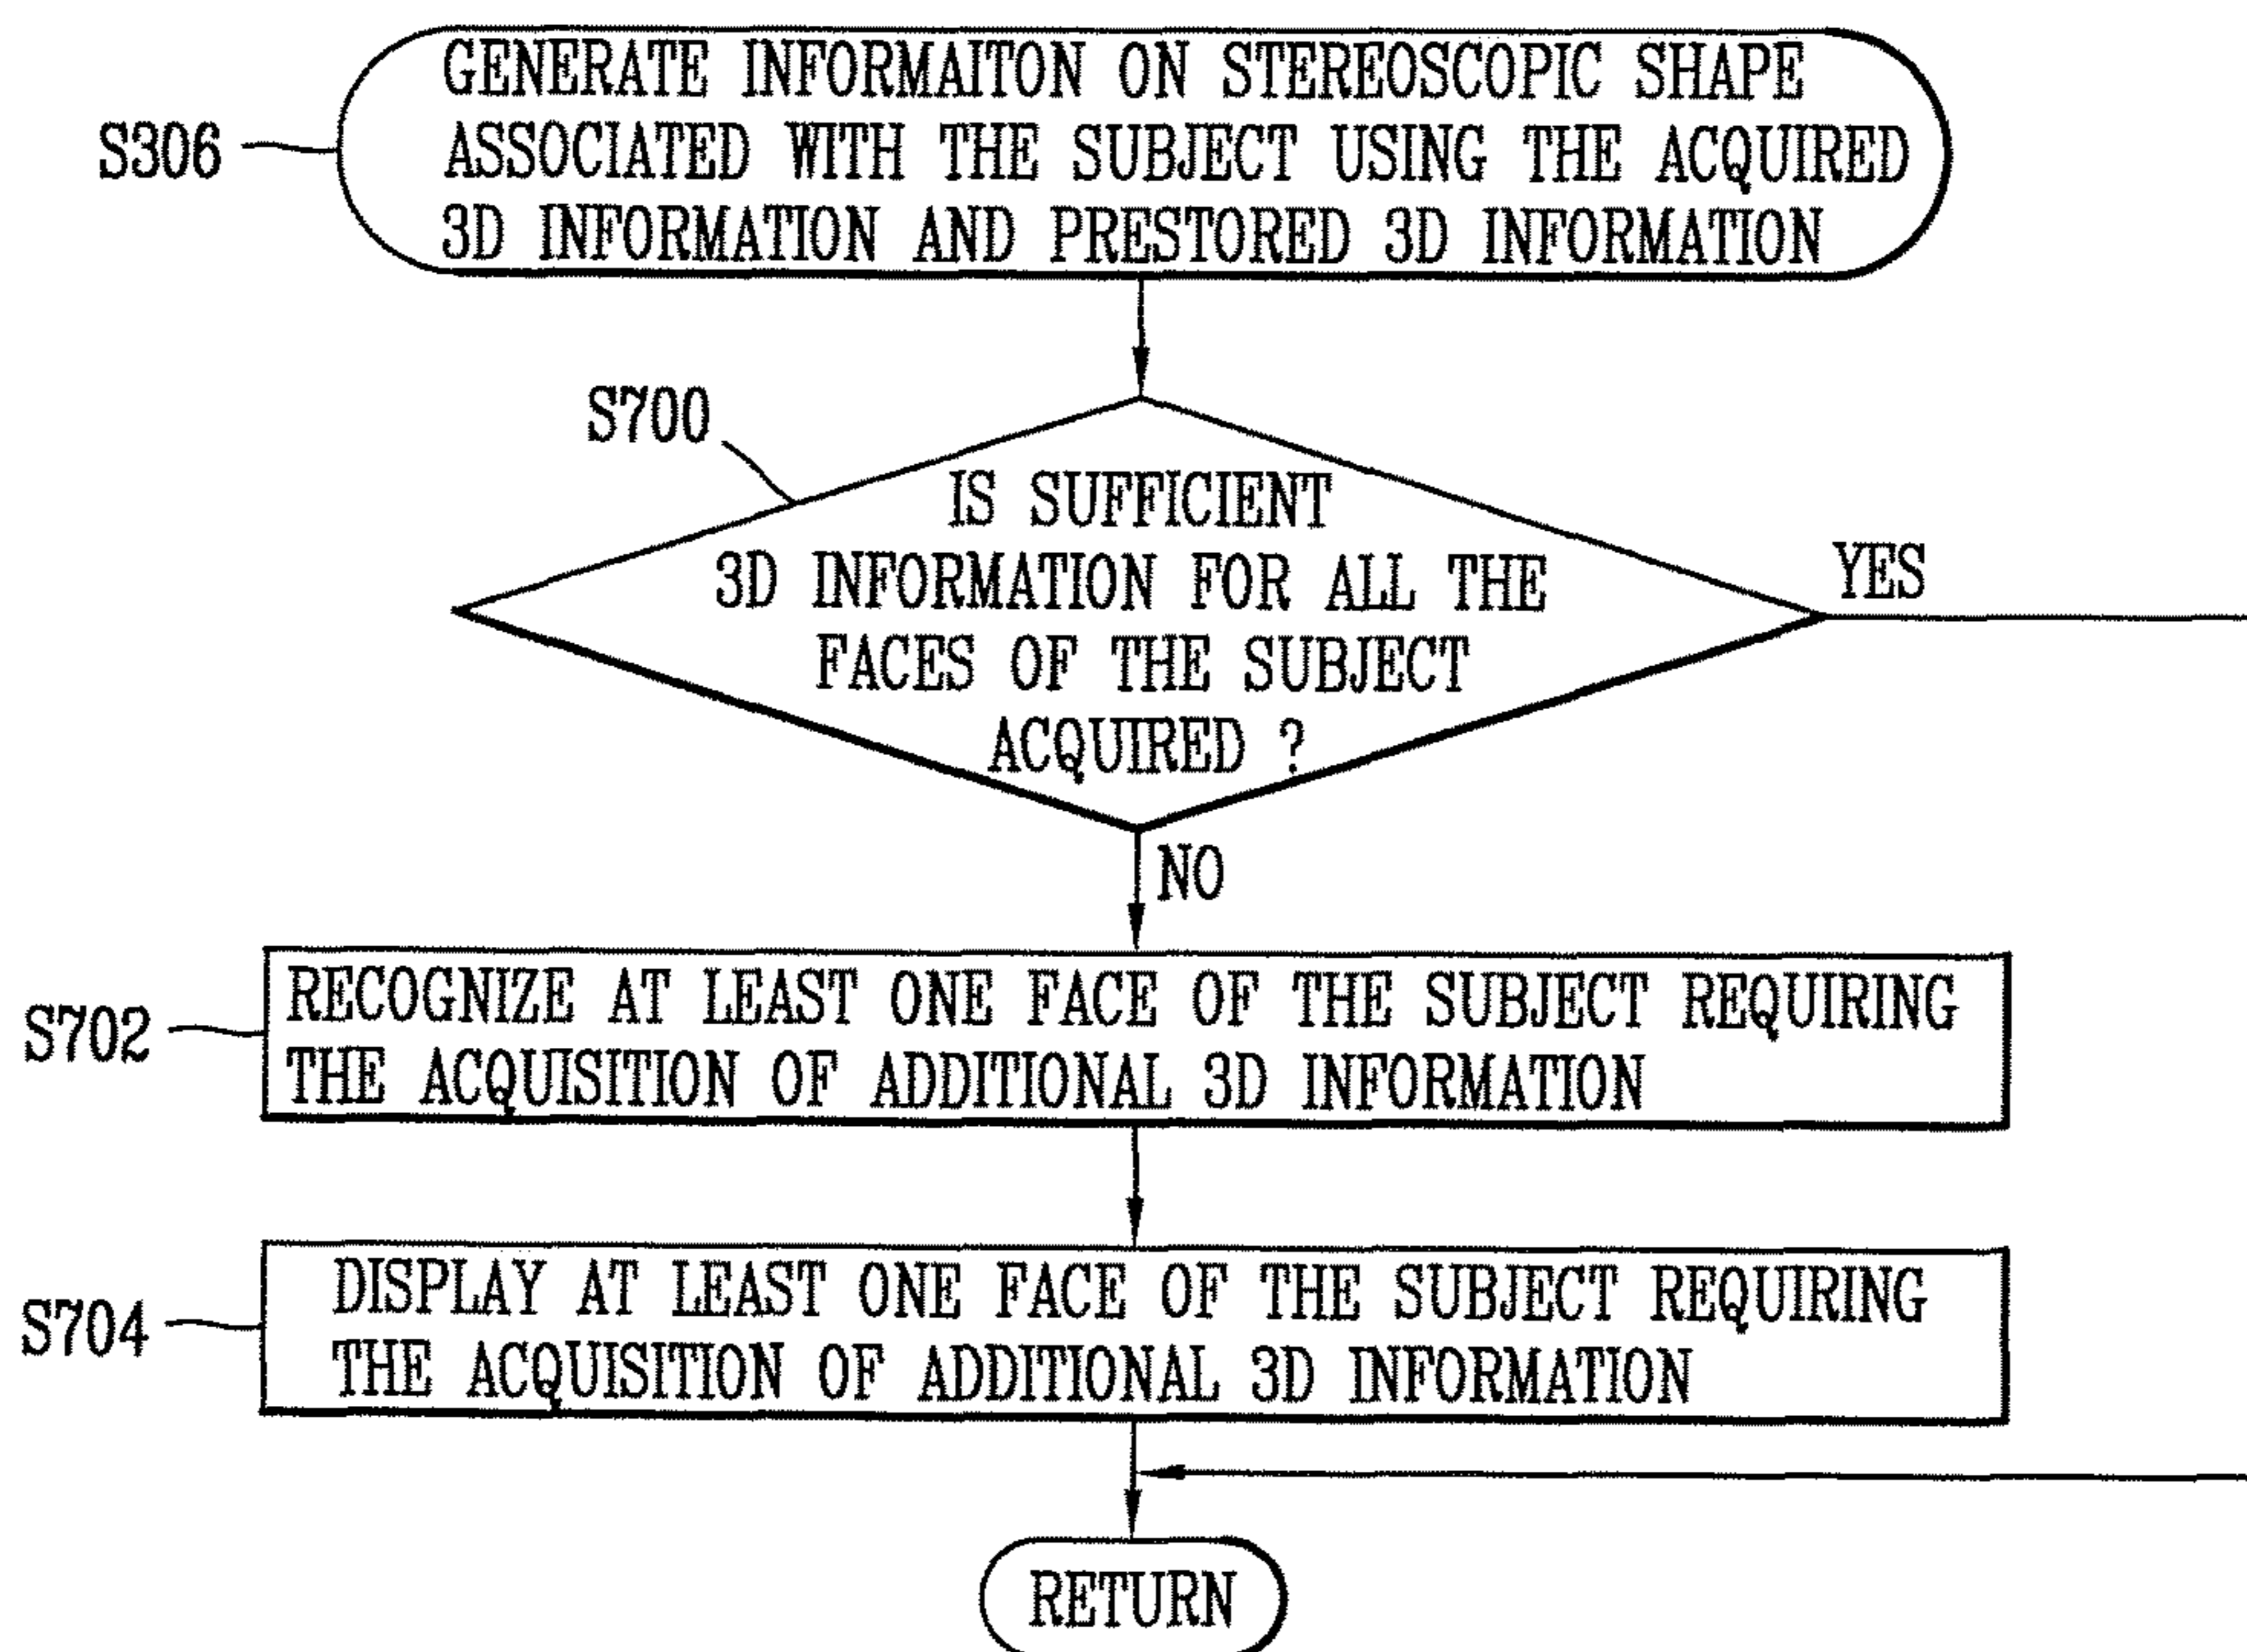 GENERATE INFORMAITON ON STEREOSCOPIC SHAPE
S306
ASSOCIATED WITH THE SUBJECT USING THE ACQUIRED
3D INFORMATION AND PRESTORED 3D INFORMATION
S700
IS SUFFICIENT
3D INFORMATION FOR ALL THE
FACES OF THE SUBJECT
ACQUIRED ?
YES
NO
S702
RECOGNIZE AT LEAST ONE FACE OF THE SUBJECT REQUIRING
THE ACQUISITION OF ADDITIONAL 3D INFORMATION
S704
DISPLAY AT LEAST ONE FACE OF THE SUBJECT REQUIRING
THE ACQUISITION OF ADDITIONAL 3D INFORMATION
RETURN